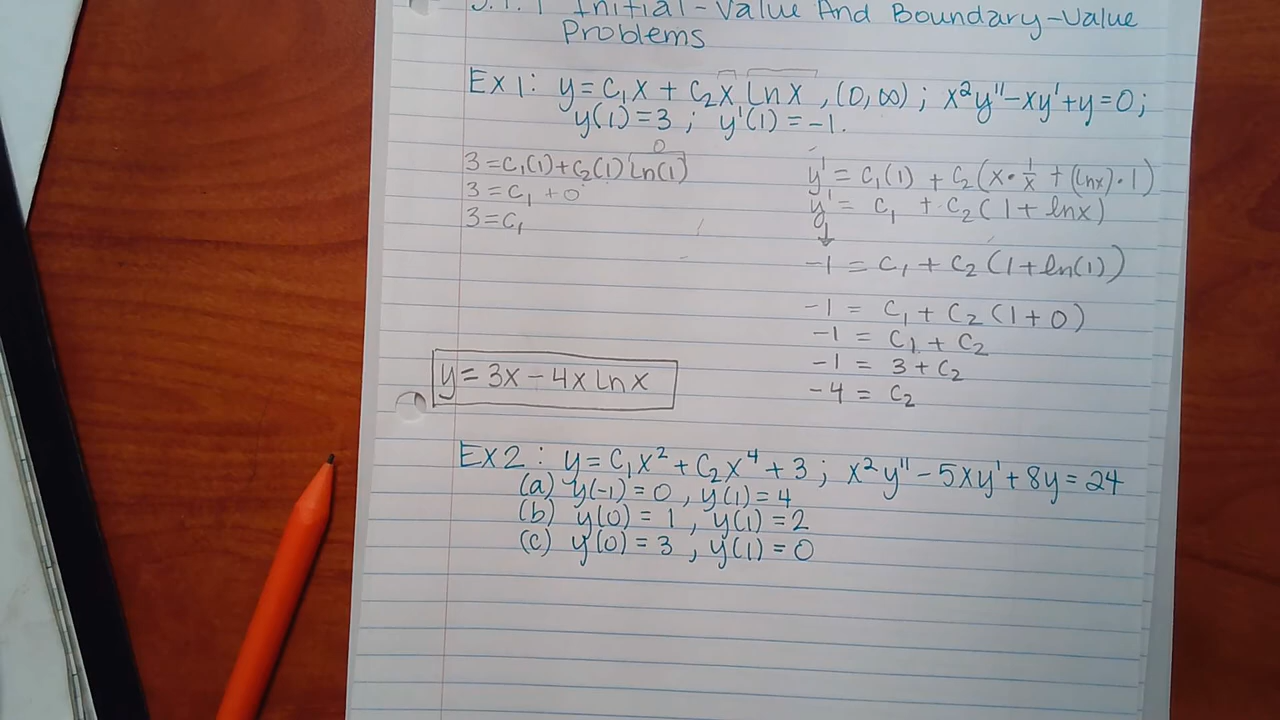 Initial-Value And Boundary-Value
Problems
Ex1: y = c₁x + c₂x ln x, (0, ∞); x²y'' - xy' + y = 0;
y(1) = 3; y'(1) = -1.
0
3 = c₁(1) + c₂(1) ln(1)
3 = c₁ + 0
3 = c₁
y' = c₁(1) + c₂(x · 1/x + (ln x) · 1)
y' = c₁ + c₂(1 + ln x)
↓
-1 = c₁ + c₂(1 + ln(1))
-1 = c₁ + c₂(1 + 0)
-1 = c₁ + c₂
-1 = 3 + c₂
-4 = c₂
y = 3x - 4x ln x
Ex2: y = c₁x² + c₂x⁴ + 3; x²y'' - 5xy' + 8y = 24
(a) y(-1) = 0, y(1) = 4
(b) y(0) = 1, y(1) = 2
(c) y(0) = 3, y(1) = 0